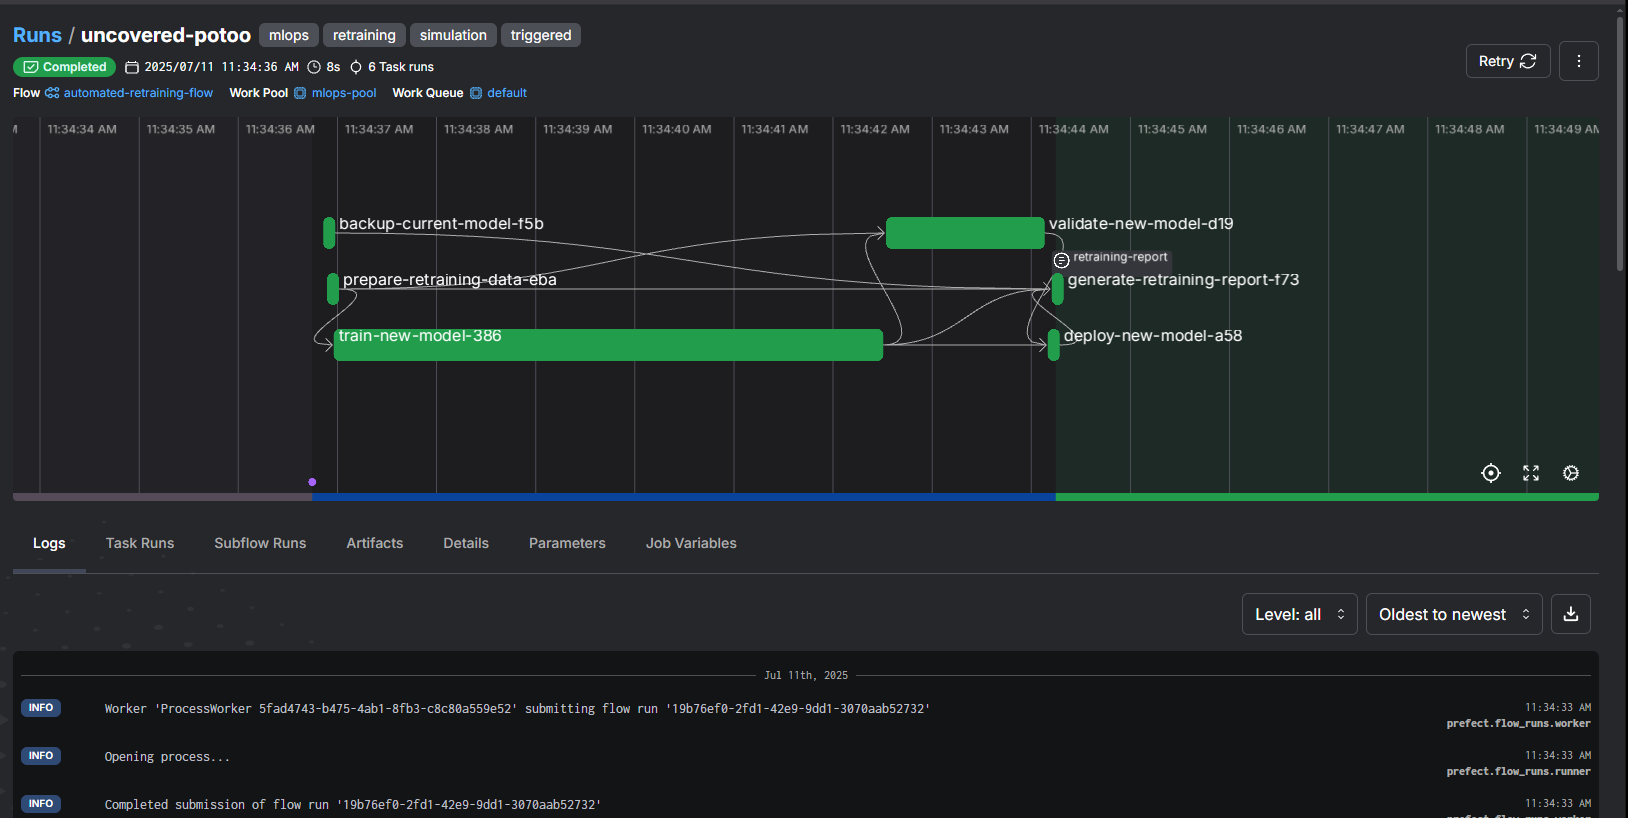 Runs / uncovered-potoo mlops retraining simulation triggered
Retry
Completed 2025/07/11 11:34:36 AM 8s 6 Task runs
Flow automated-retraining-flow Work Pool mlops-pool Work Queue default
M 11:34:34 AM 11:34:35 AM 11:34:36 AM 11:34:37 AM 11:34:38 AM 11:34:39 AM 11:34:40 AM 11:34:41 AM 11:34:42 AM 11:34:43 AM 11:34:44 AM 11:34:45 AM 11:34:46 AM 11:34:47 AM 11:34:48 AM 11:34:49 AM
backup-current-model-f5b validate-new-model-d19
retraining-report
prepare-retraining-data-eba generate-retraining-report-f73
train-new-model-386 deploy-new-model-a58
Logs Task Runs Subflow Runs Artifacts Details Parameters Job Variables
Level: all Oldest to newest
Jul 11th, 2025
INFO Worker 'ProcessWorker 5fad4743-b475-4ab1-8fb3-c8c80a559e52' submitting flow run '19b76ef0-2fd1-42e9-9dd1-3070aab52732' 11:34:33 AM
prefect.flow_runs.worker
INFO Opening process... 11:34:33 AM
prefect.flow_runs.runner
INFO Completed submission of flow run '19b76ef0-2fd1-42e9-9dd1-3070aab52732' 11:34:33 AM
prefect.flow_runs.worker